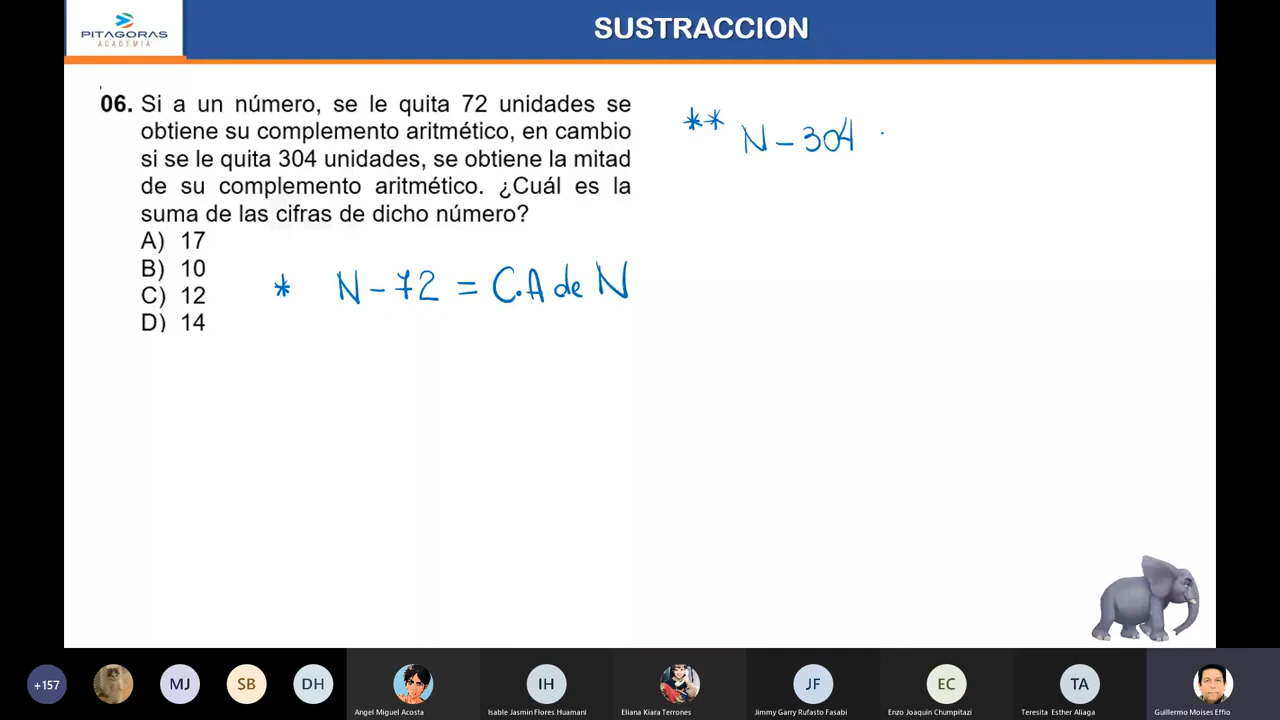 PITAGORAS
ACADEMIA
SUSTRACCION
06. Si a un número, se le quita 72 unidades se
obtiene su complemento aritmético, en cambio
si se le quita 304 unidades, se obtiene la mitad
de su complemento aritmético. ¿Cuál es la
suma de las cifras de dicho número?
A) 17
B) 10
C) 12
D) 14
* N - 72 = C.A de N
** N - 304
+157
MJ
SB
DH
IH
JF
EC
TA
Angel Miguel Acosta
Isable Jasmin Flores Huamani
Eliana Kiara Terrones
Jimmy Garry Rufasto Fasabi
Enzo Joaquin Chumpitazi
Teresita Esther Aliaga
Guillermo Moises Effio